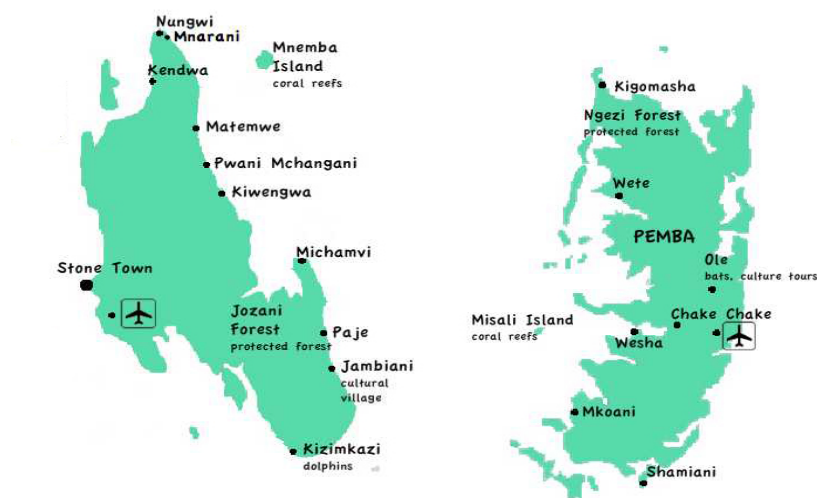 Nungwi
Mnarani
Mnemba
Island
coral reefs
Kendwa
Matemwe
Pwani Mchangani
Kiwengwa
Michamvi
Stone Town
Jozani
Forest
protected forest
Paje
Jambiani
cultural
village
Kizimkazi
dolphins
Kigomasha
Ngezi Forest
protected forest
Wete
PEMBA
Ole
bats, culture tours
Chake Chake
Misali Island
coral reefs
Wesha
Mkoani
Shamiani